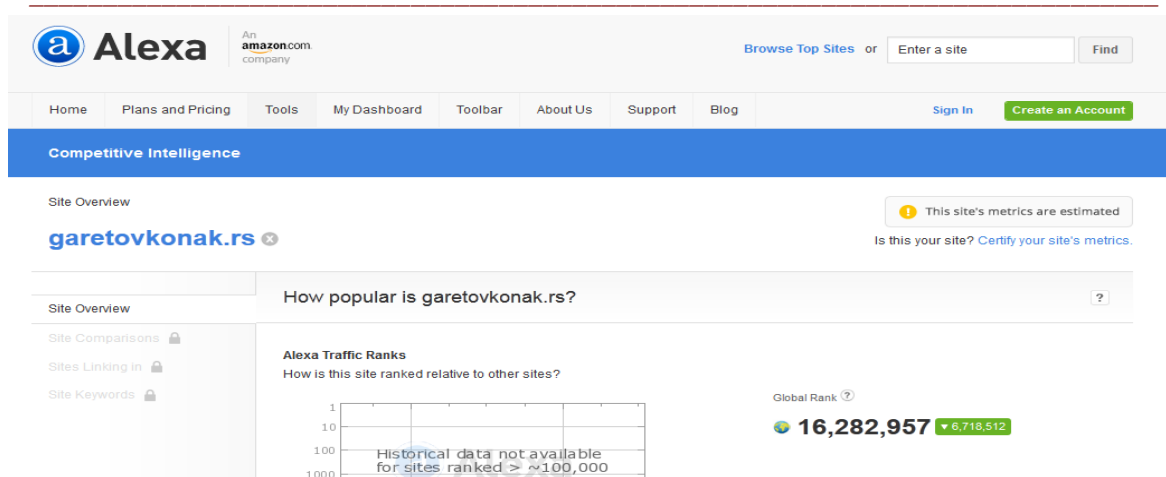 a Alexa
An
amazon.com
company
Browse Top Sites or Enter a site Find
Home Plans and Pricing Tools My Dashboard Toolbar About Us Support Blog Sign In Create an Account
Competitive Intelligence
Site Overview
! This site's metrics are estimated
garetovkonak.rs
Is this your site? Certify your site's metrics.
Site Overview
Site Comparisons
Sites Linking in
Site Keywords
How popular is garetovkonak.rs? ?
Alexa Traffic Ranks
How is this site ranked relative to other sites?
1
10
100
1000
Historical data not available
for sites ranked > ~100,000
Alexa
Global Rank ?
16,282,957 ▼ 6,718,512